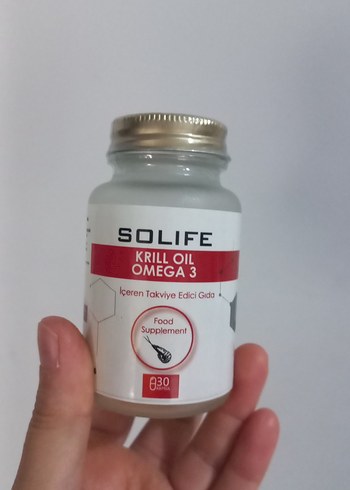 SOLIFE
KRILL OIL
OMEGA 3
İçeren Takviye Edici Gıda
Food
Supplement
30